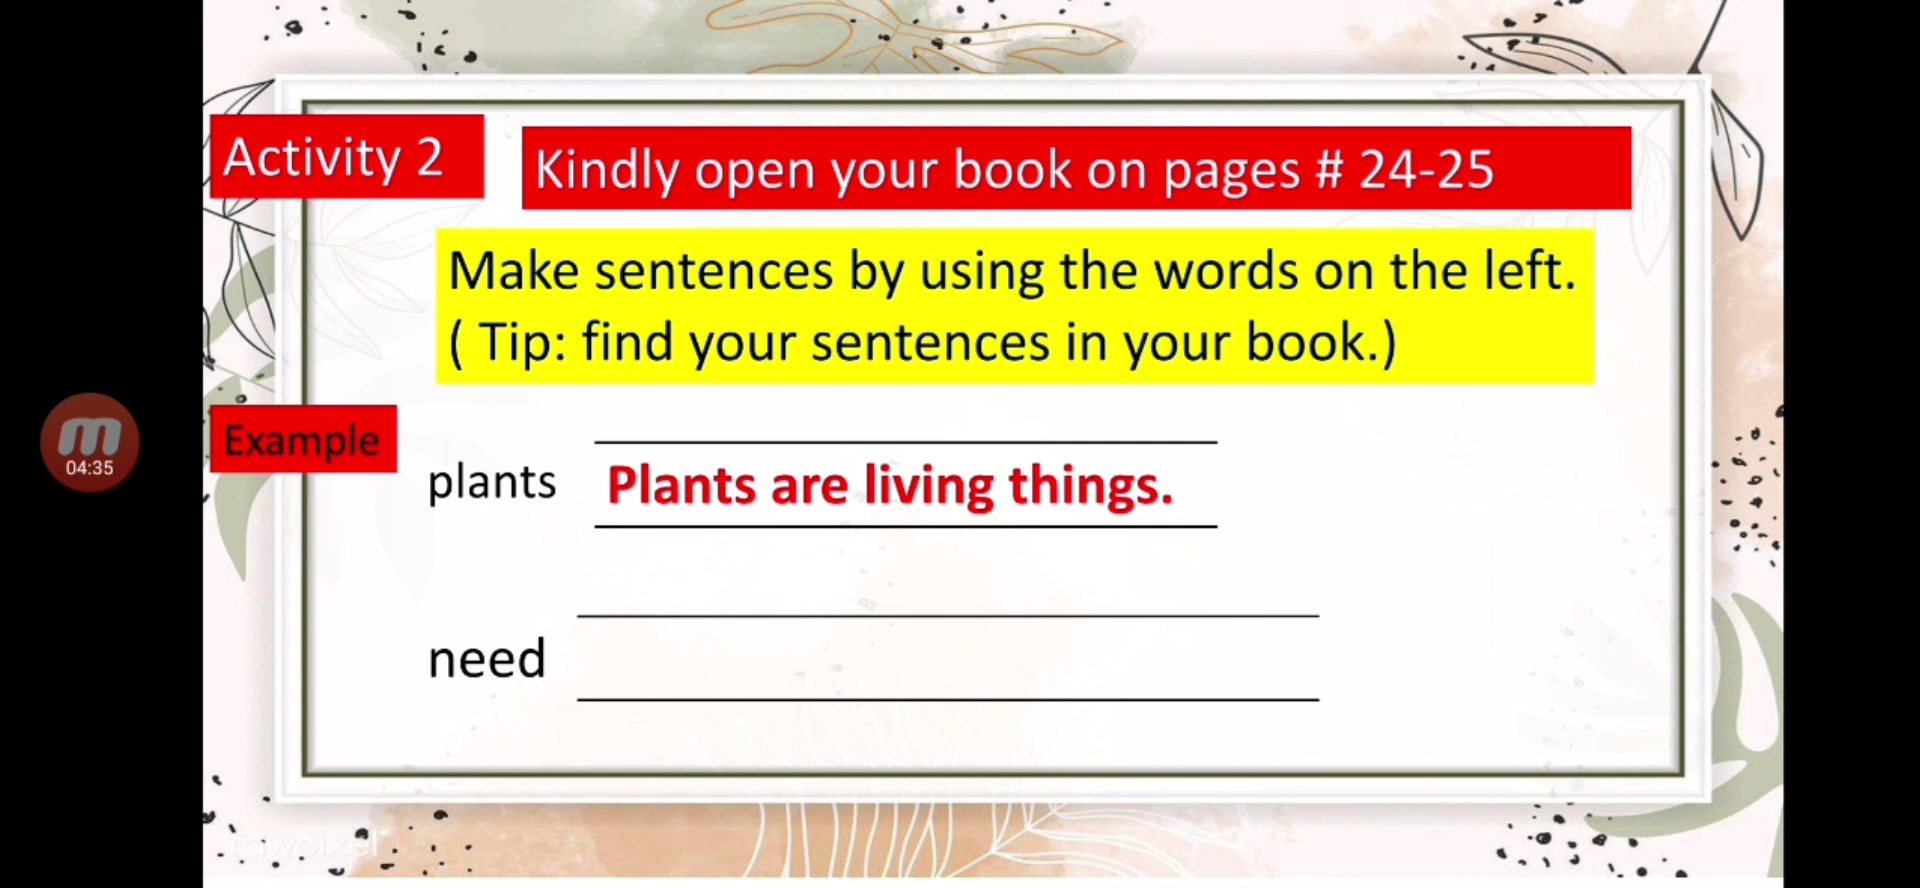 Activity 2
Kindly open your book on pages # 24-25
Make sentences by using the words on the left.
( Tip: find your sentences in your book.)
Example
04:35
plants
Plants are living things.
need
rawpixel